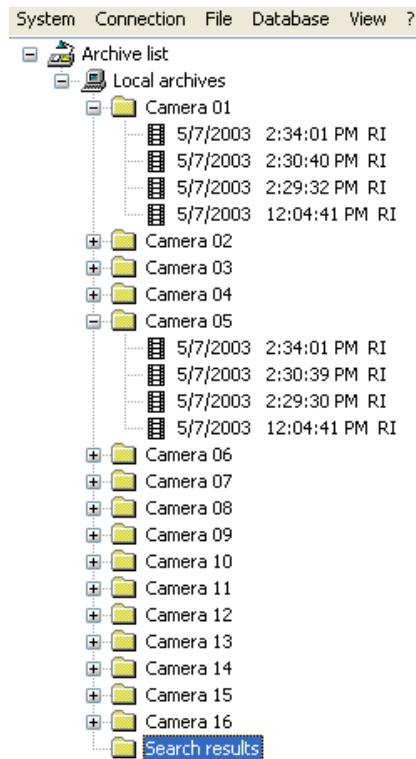 System Connection File Database View ?
Archive list
Local archives
Camera 01
5/7/2003 2:34:01 PM RI
5/7/2003 2:30:40 PM RI
5/7/2003 2:29:32 PM RI
5/7/2003 12:04:41 PM RI
Camera 02
Camera 03
Camera 04
Camera 05
5/7/2003 2:34:01 PM RI
5/7/2003 2:30:39 PM RI
5/7/2003 2:29:30 PM RI
5/7/2003 12:04:41 PM RI
Camera 06
Camera 07
Camera 08
Camera 09
Camera 10
Camera 11
Camera 12
Camera 13
Camera 14
Camera 15
Camera 16
Search results